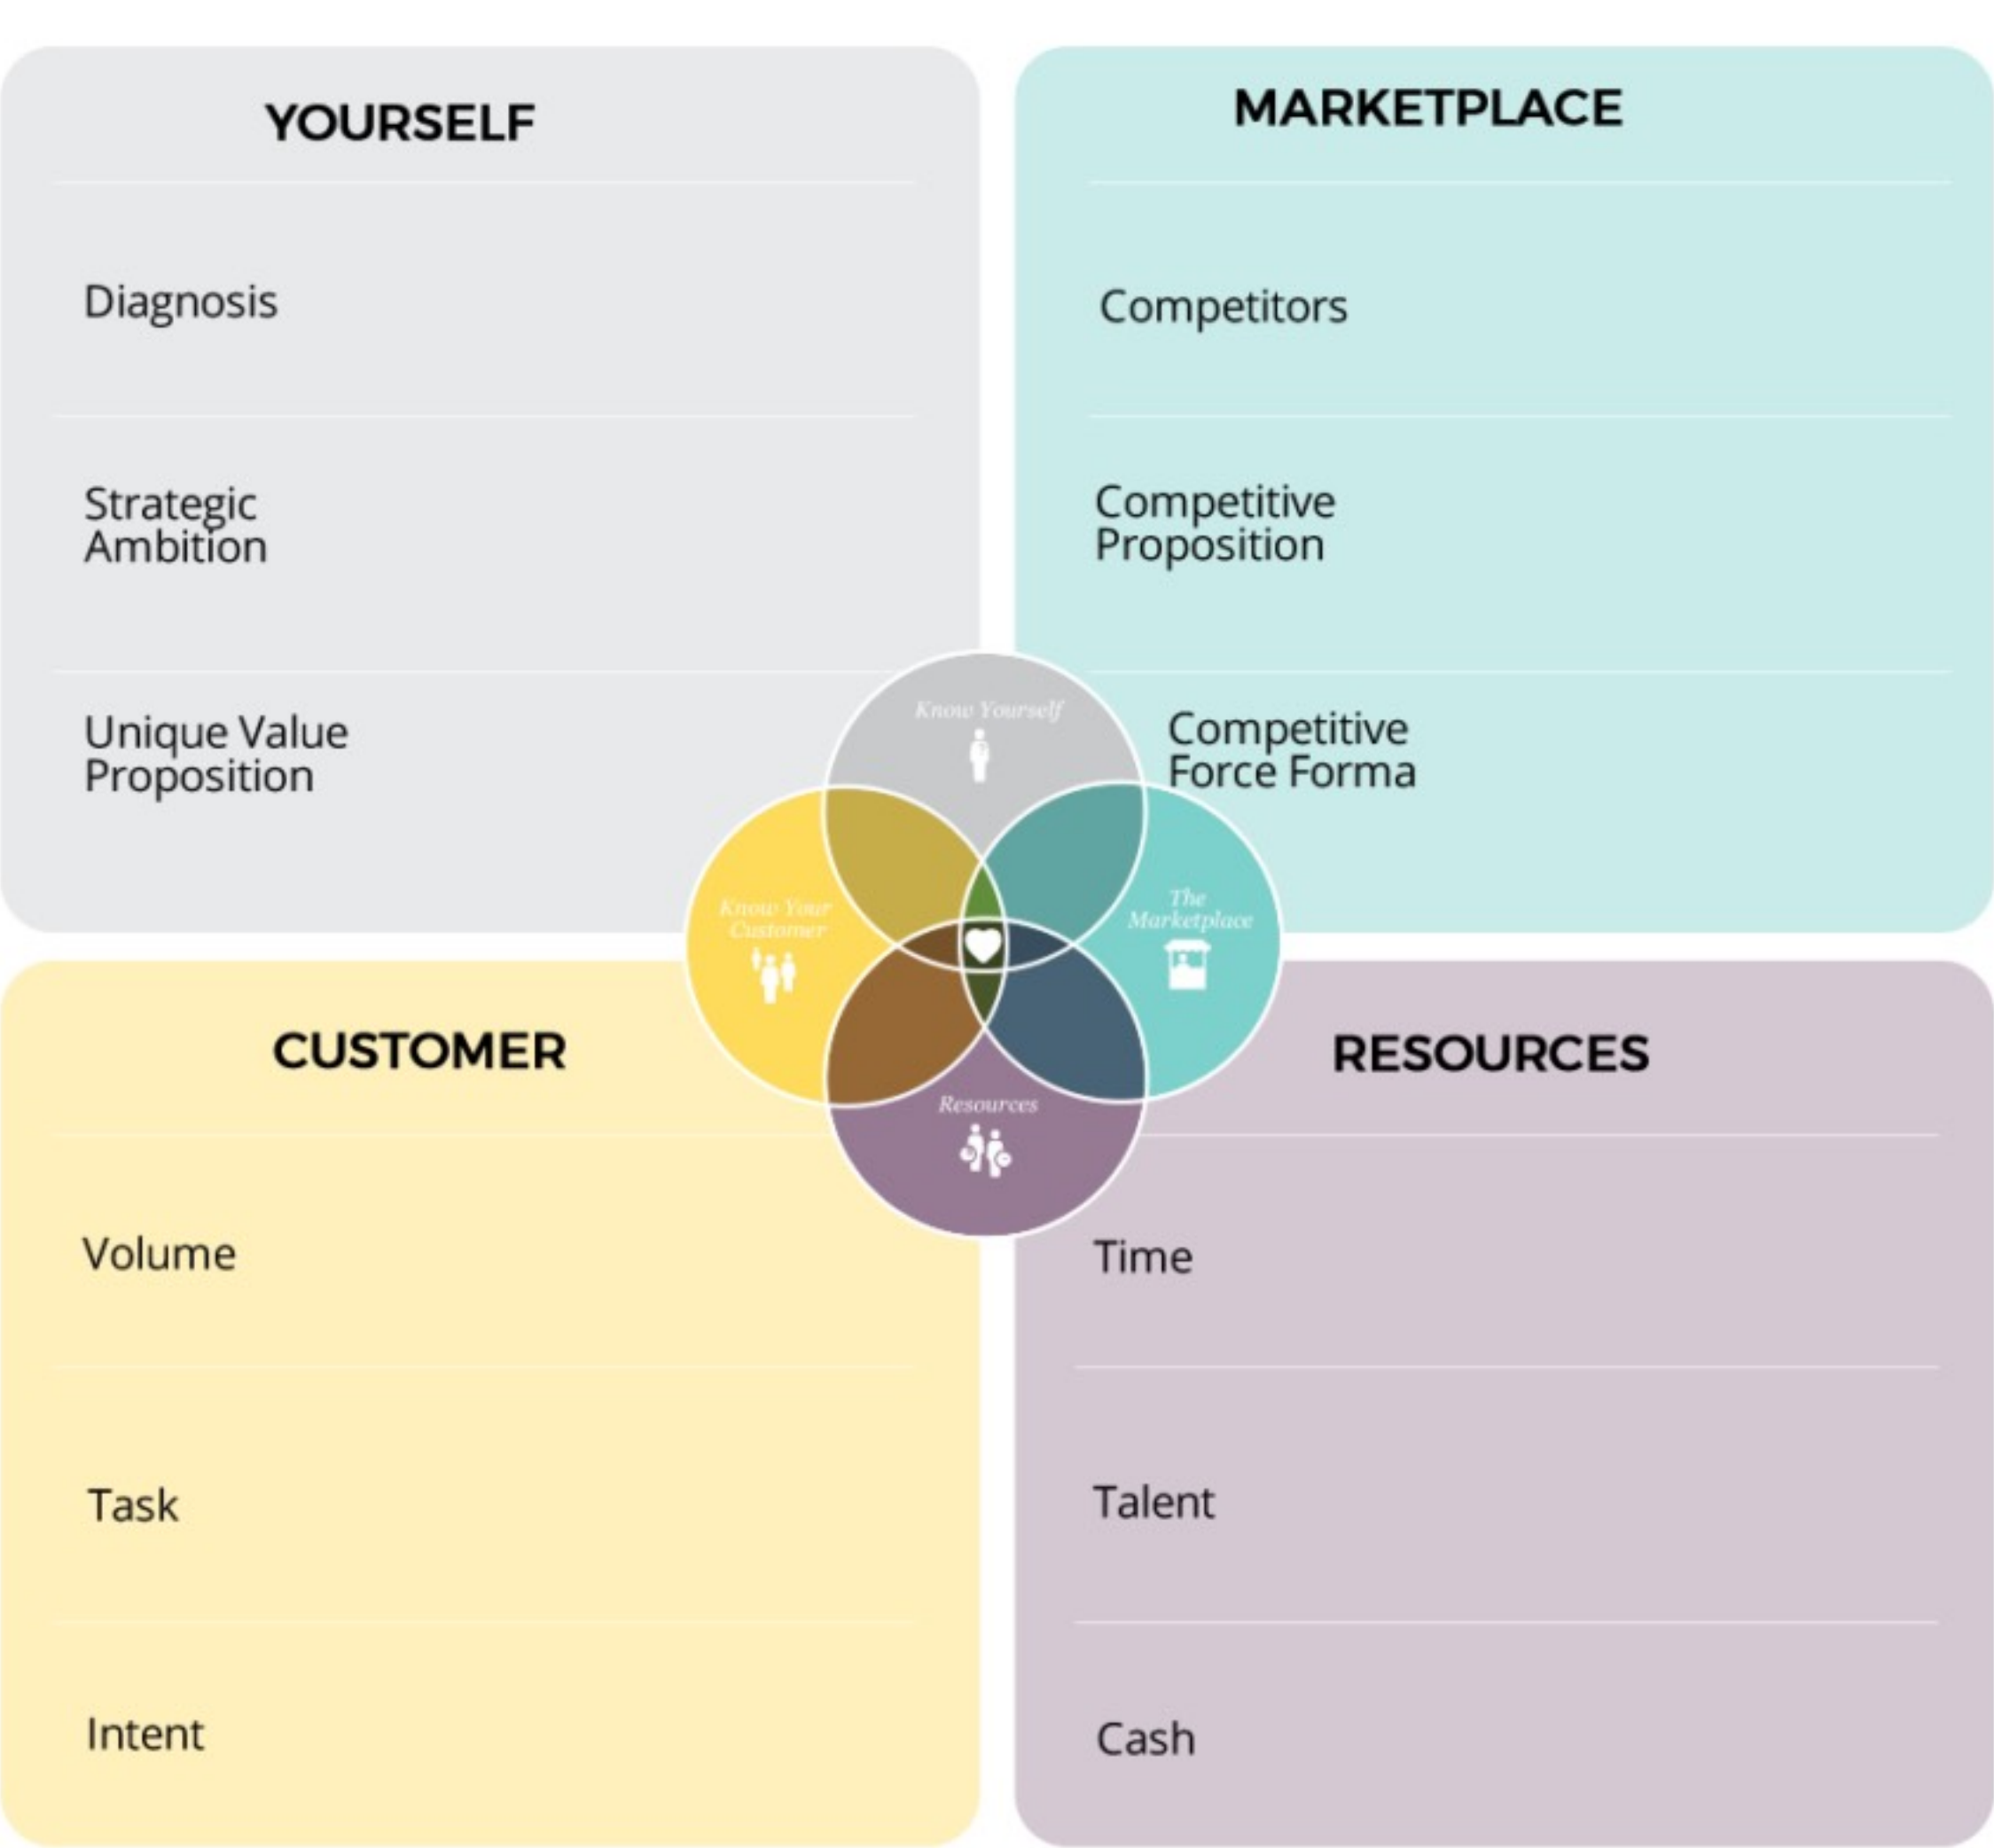 YOURSELF
Diagnosis
Strategic
Ambition
Unique Value
Proposition
MARKETPLACE
Competitors
Competitive
Proposition
Competitive
Force Forma
Know Yourself
Know Your
Customer
The
Marketplace
Resources
CUSTOMER
Volume
Task
Intent
RESOURCES
Time
Talent
Cash